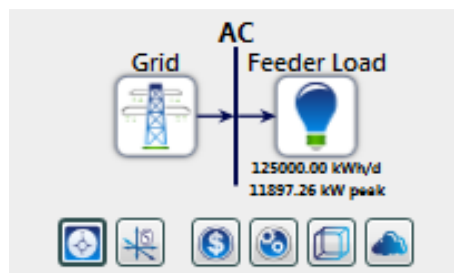 AC
Grid
Feeder Load
125000.00 kWh/d
11897.26 kW peak